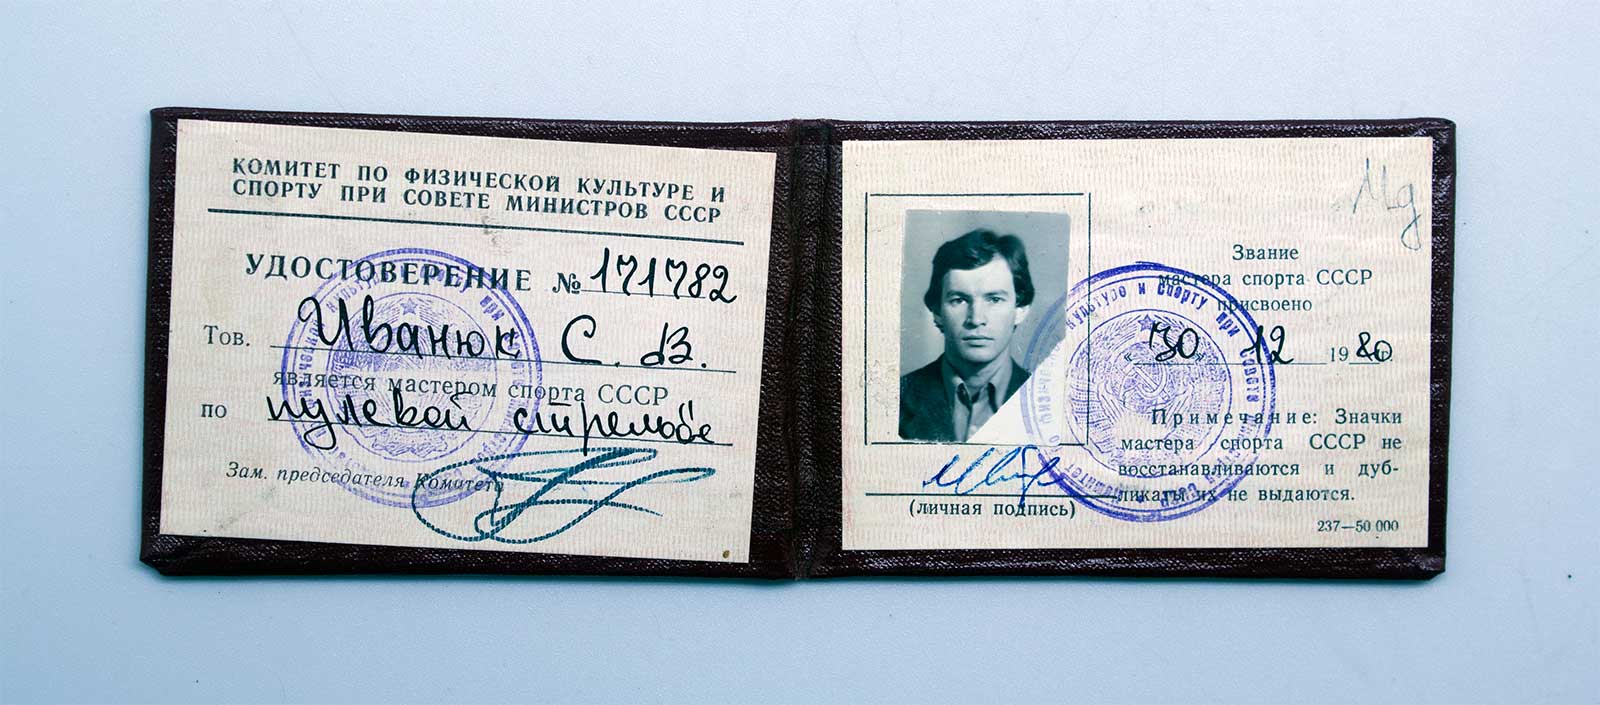 КОМИТЕТ ПО ФИЗИЧЕСКОЙ КУЛЬТУРЕ И
СПОРТУ ПРИ СОВЕТЕ МИНИСТРОВ СССР
УДОСТОВЕРЕНИЕ № 171782
Тов. Иванюк С. В.
является мастером спорта СССР
по пулевой стрельбе
Зам. председателя Комитета
Звание
мастера спорта СССР
присвоено
"30" 12 1980 г.
Примечание: Значки
мастера спорта СССР не
восстанавливаются и дуб-
ликаты их не выдаются.
(личная подпись)
237—50 000